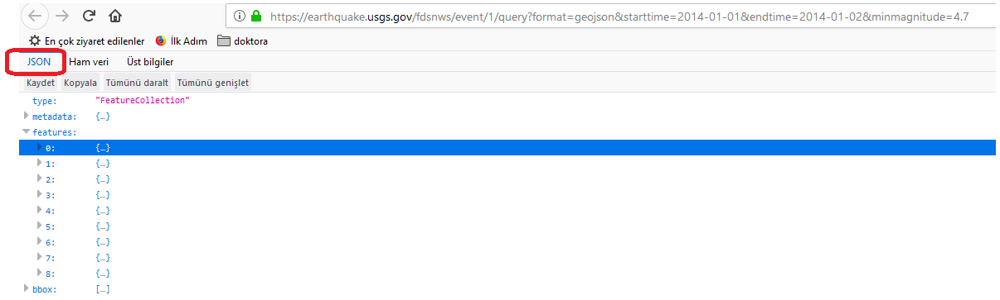 https://earthquake.usgs.gov/fdsnws/event/1/query?format=geojson&starttime=2014-01-01&endtime=2014-01-02&minmagnitude=4.7
En çok ziyaret edilenler İlk Adım doktora
JSON Ham veri Üst bilgiler
Kaydet Kopyala Tümünü daralt Tümünü genişlet
type: "FeatureCollection"
metadata: {…}
features:
0: {…}
1: {…}
2: {…}
3: {…}
4: {…}
5: {…}
6: {…}
7: {…}
8: {…}
bbox: […]